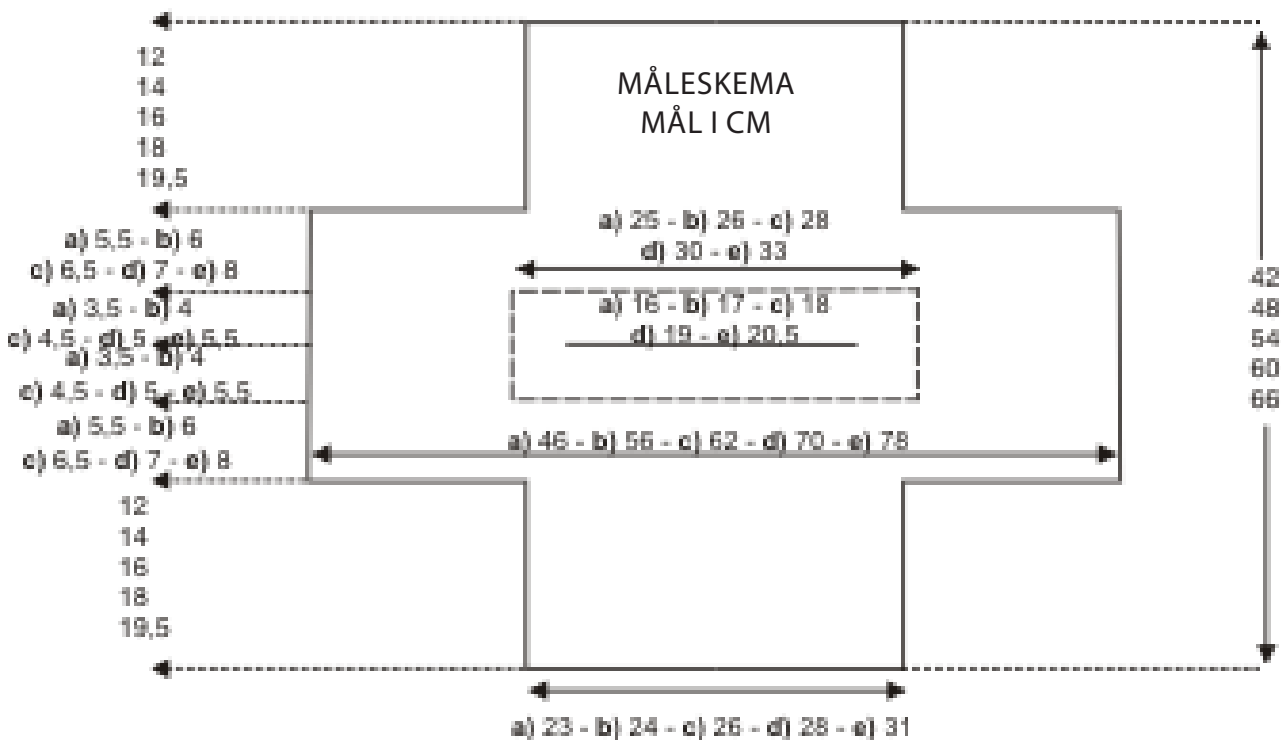 MÅLESKEMA
MÅL I CM
12
14
16
18
19,5
a) 5,5 - b) 6
c) 6,5 - d) 7 - e) 8
a) 3,5 - b) 4
c) 4,5 - d) 5 - e) 5,5
a) 3,5 - b) 4
c) 4,5 - d) 5 - e) 5,5
a) 5,5 - b) 6
c) 6,5 - d) 7 - e) 8
12
14
16
18
19,5
a) 25 - b) 26 - c) 28
d) 30 - e) 33
a) 16 - b) 17 - c) 18
d) 19 - e) 20,5
a) 46 - b) 56 - c) 62 - d) 70 - e) 78
42
48
54
60
66
a) 23 - b) 24 - c) 26 - d) 28 - e) 31